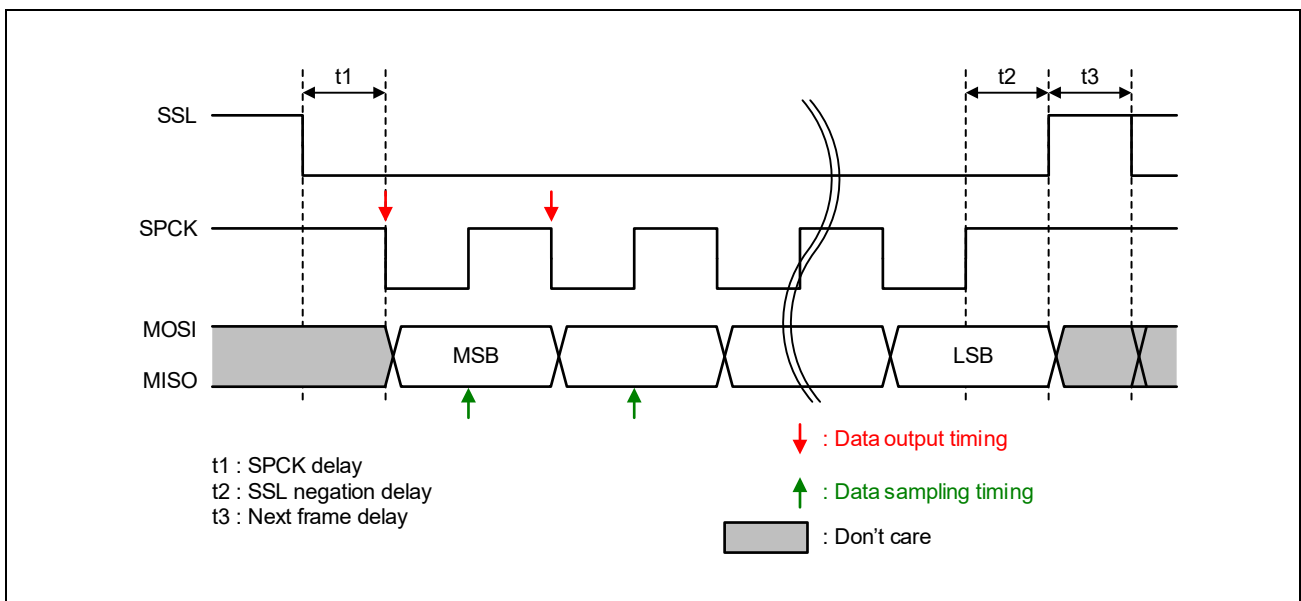 t1
t2
t3
SSL
SPCK
MOSI
MSB
LSB
MISO
: Data output timing
t1 : SPCK delay
t2 : SSL negation delay
: Data sampling timing
t3 : Next frame delay
: Don't care